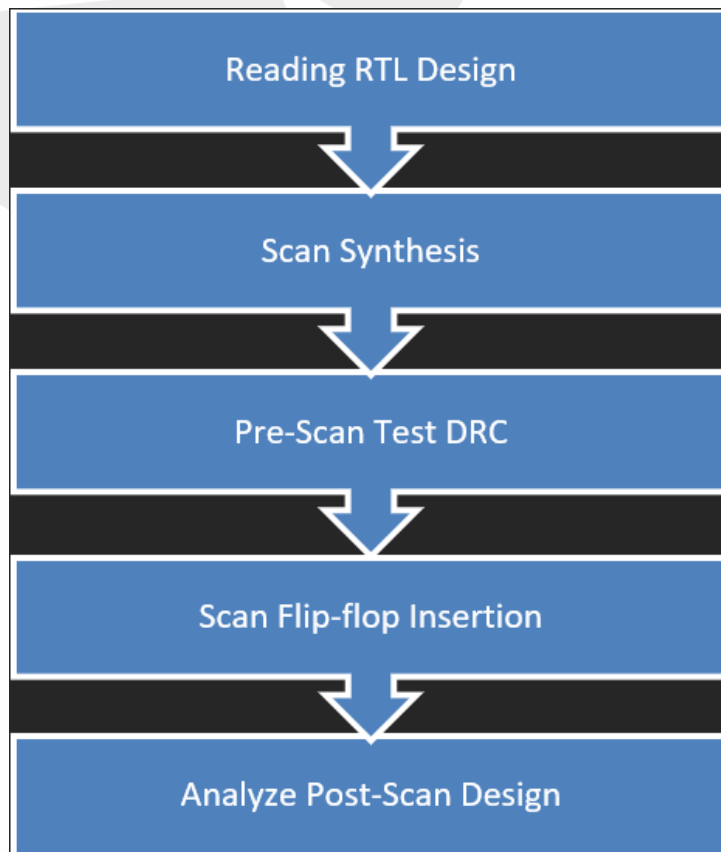 Reading RTL Design
Scan Synthesis
Pre-Scan Test DRC
Scan Flip-flop Insertion
Analyze Post-Scan Design